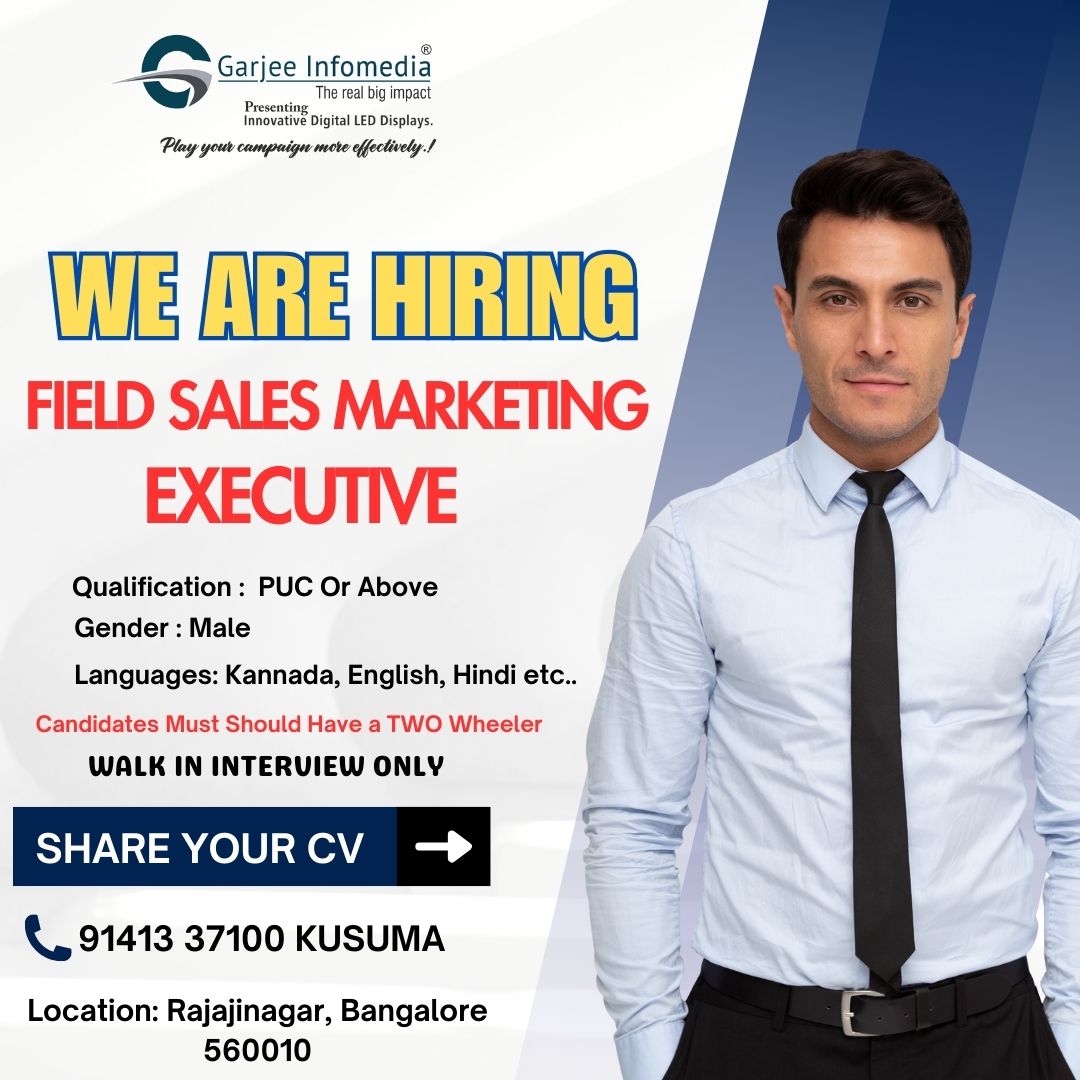 Garjee Infomedia®
The real big impact
Presenting
Innovative Digital LED Displays.
Play your campaign more effectively.!
WE ARE HIRING
FIELD SALES MARKETING
EXECUTIVE
Qualification : PUC Or Above
Gender : Male
Languages: Kannada, English, Hindi etc..
Candidates Must Should Have a TWO Wheeler
WALK IN INTERVIEW ONLY
SHARE YOUR CV
91413 37100 KUSUMA
Location: Rajajinagar, Bangalore
560010